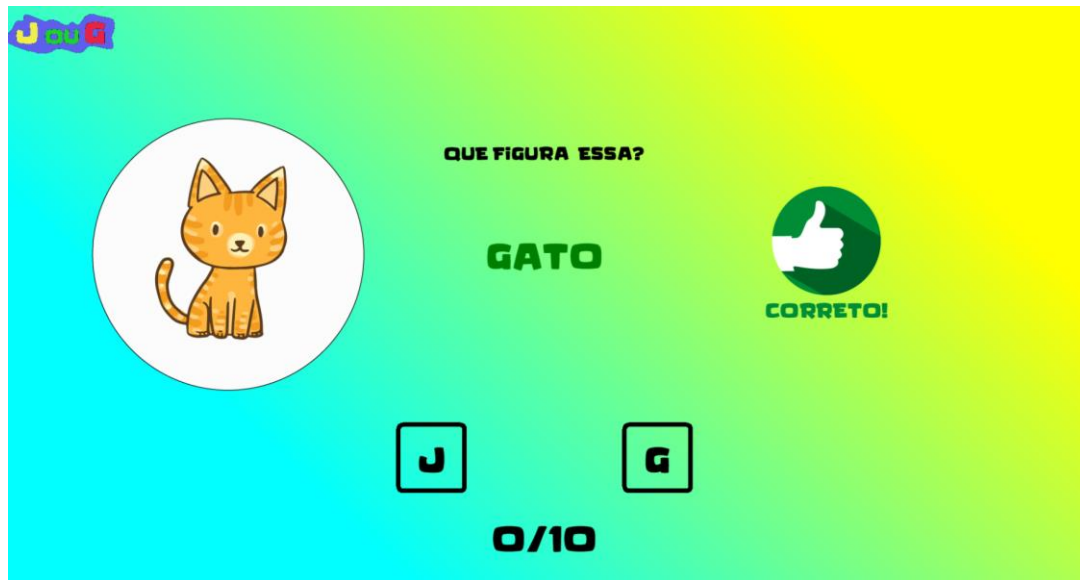 J ou G
QUE FIGURA ESSA?
GATO
CORRETO!
J
G
0/10